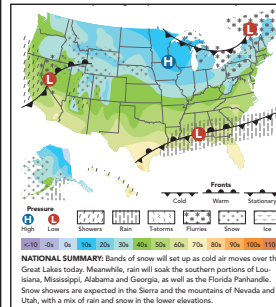 L
H
L
L
Pressure
H
L
High
Low
Showers
Rain
T-storms
Flurries
Snow
Ice
Fronts
Cold
Warm
Stationary
<-10 -0s 0s 10s 20s 30s 40s 50s 60s 70s 80s 90s 100s 110
NATIONAL SUMMARY: Bands of snow will set up as cold air moves over the
Great Lakes today. Meanwhile, rain will soak the southern portions of Lou-
isiana, Mississippi, Alabama and Georgia, as well as the Florida Panhandle.
Snow showers are expected in the Sierra and the mountains of Nevada and
Utah, with a mix of rain and snow in the lower elevations.